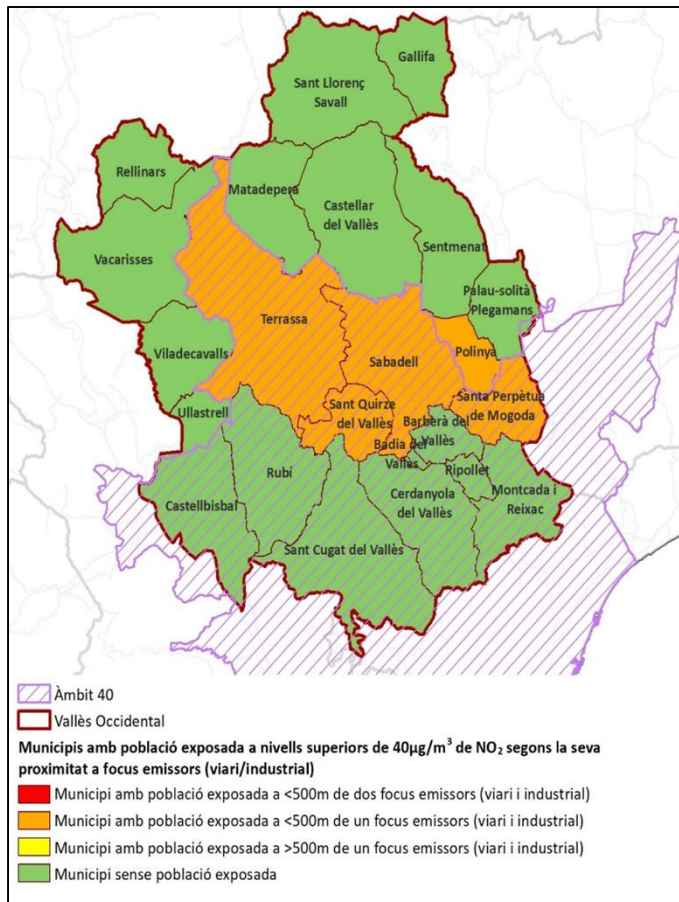 Gallifa
Sant Llorenç
Savall
Rellinars
Matadepera
Castellar
del Vallès
Sentmenat
Vacarisses
Palau-solità
Plegamans
Terrassa
Viladecavalls
Polinya
Sabadell
Ullastrell
Sant Quirze
del Vallès
Santa Perpètua
de Mogoda
Barberà del
Vallès
Badia del
Vallès
Rubí
Ripollet
Castellbisbal
Cerdanyola
del Vallès
Montcada i
Reixac
Sant Cugat del Vallès
Àmbit 40
Vallès Occidental
Municipis amb població exposada a nivells superiors de 40µg/m³ de NO₂ segons la seva
proximitat a focus emissors (viari/industrial)
Municipi amb població exposada a <500m de dos focus emissors (viari i industrial)
Municipi amb població exposada a <500m de un focus emissors (viari i industrial)
Municipi amb població exposada a >500m de un focus emissors (viari i industrial)
Municipi sense població exposada